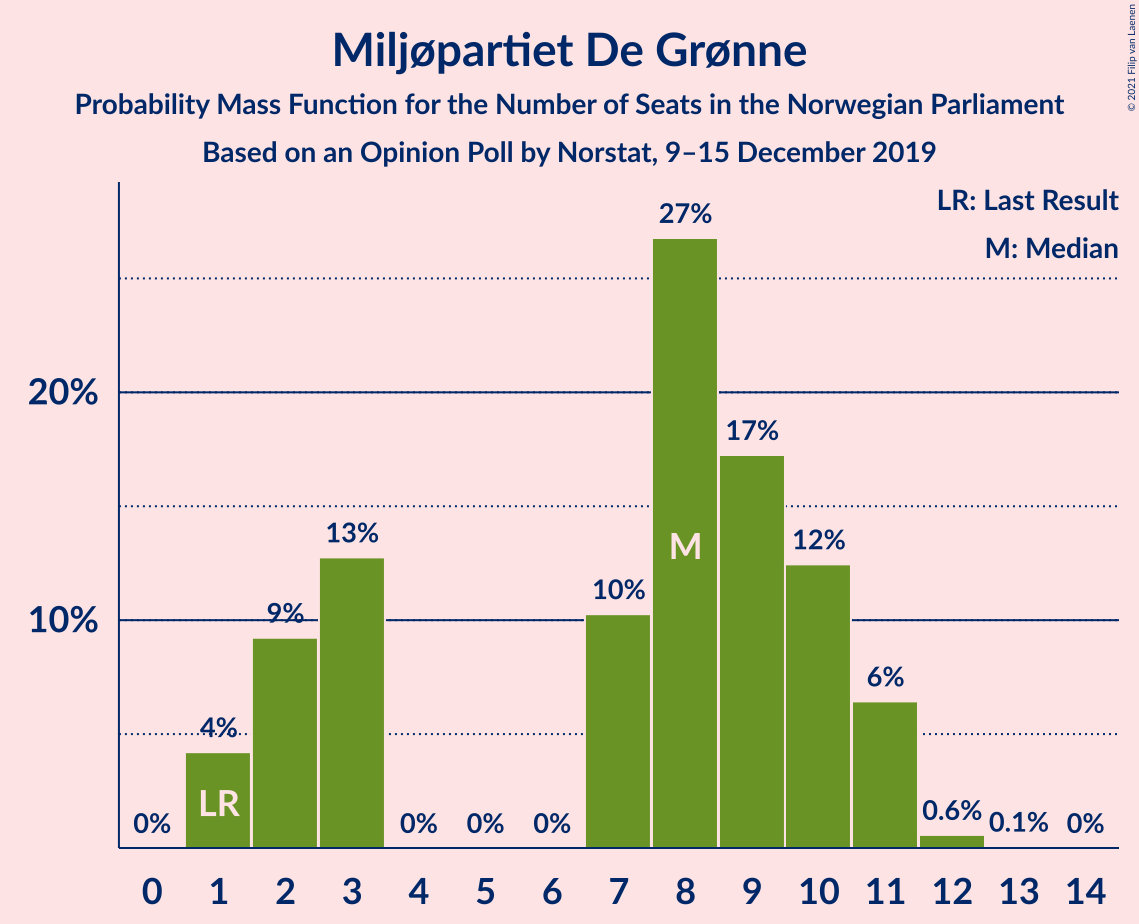 Miljøpartiet De Grønne
Probability Mass Function for the Number of Seats in the Norwegian Parliament
Based on an Opinion Poll by Norstat, 9–15 December 2019
© 2021 Filip van Laenen
LR: Last Result
M: Median
20%
10%
0%
4%
9%
13%
0%
0%
0%
10%
27%
17%
12%
6%
0.6%
0.1%
0%
LR
M
0 1 2 3 4 5 6 7 8 9 10 11 12 13 14